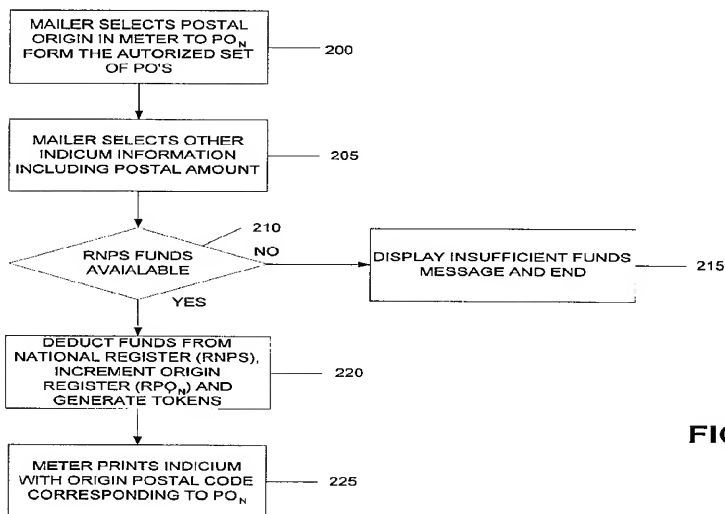 MAILER SELECTS POSTAL
ORIGIN IN METER TO PON
FORM THE AUTORIZED SET
OF PO'S
200
MAILER SELECTS OTHER
INDICUM INFORMATION
INCLUDING POSTAL AMOUNT
205
210
RNPS FUNDS
AVAIALABLE
NO
YES
DISPLAY INSUFFICIENT FUNDS
MESSAGE AND END
215
DEDUCT FUNDS FROM
NATIONAL REGISTER (RNPS),
INCREMENT ORIGIN
REGISTER (RPON) AND
GENERATE TOKENS
220
METER PRINTS INDICIUM
WITH ORIGIN POSTAL CODE
CORRESPONDING TO PON
225
FIG